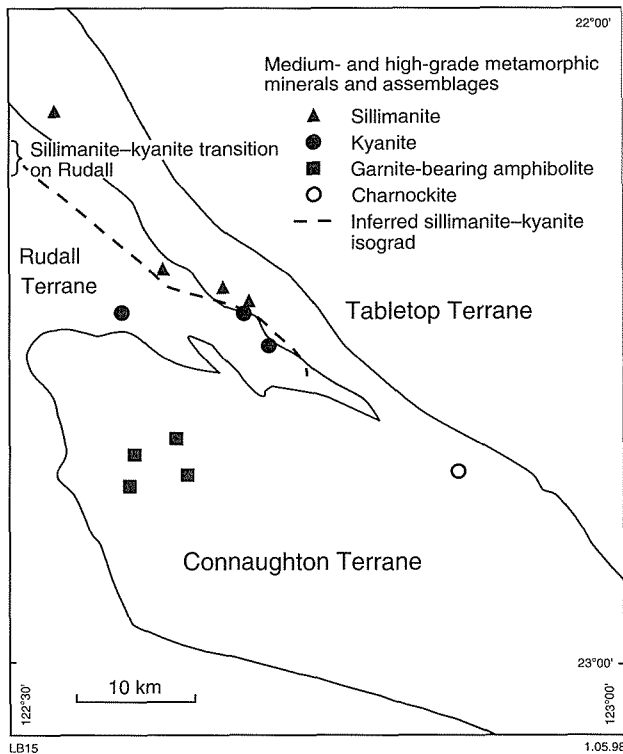 22°00'
Medium- and high-grade metamorphic
minerals and assemblages
Sillimanite
Kyanite
Garnite-bearing amphibolite
Charnockite
Inferred sillimanite–kyanite
isograd
Sillimanite–kyanite transition
on Rudall
Rudall
Terrane
Tabletop Terrane
Connaughton Terrane
23°00'
10 km
122°30'
123°00'
LB15
1.05.98